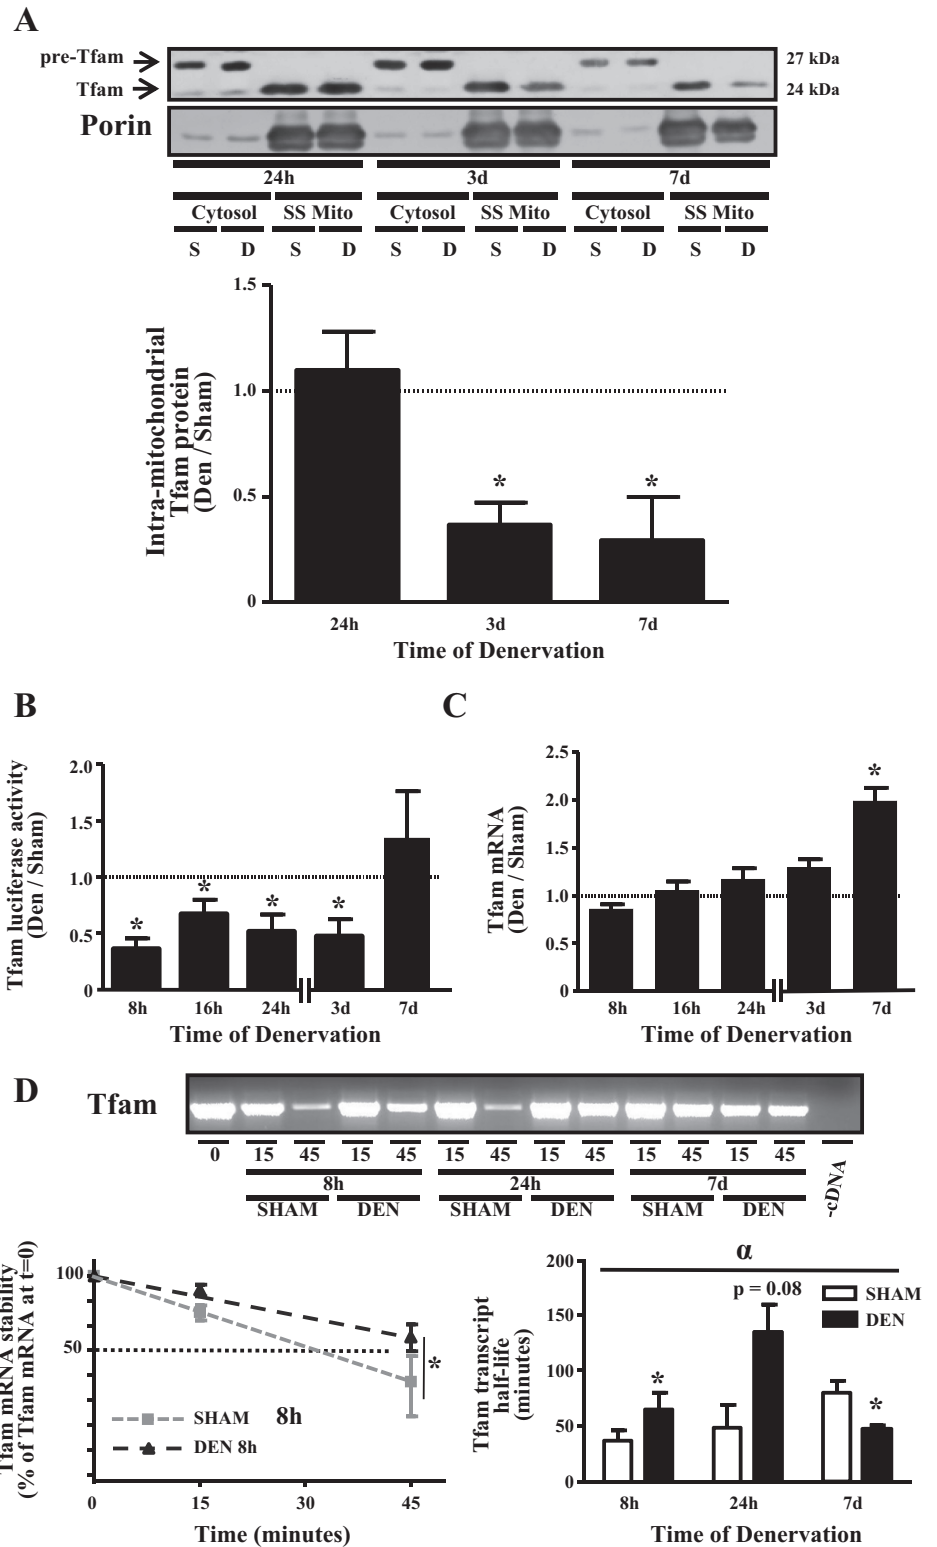 A
pre-Tfam
27 kDa
Tfam
24 kDa
Porin
24h 3d 7d
Cytosol SS Mito Cytosol SS Mito Cytosol SS Mito
S D S D S D S D S D S D
Intra-mitochondrial
Tfam protein
(Den / Sham)
1.5
1.0
0.5
0
* *
24h 3d 7d
Time of Denervation
B
Tfam luciferase activity
(Den / Sham)
2.0
1.5
1.0
0.5
0
* * * *
8h 16h 24h 3d 7d
Time of Denervation
C
Tfam mRNA
(Den / Sham)
2.5
2.0
1.5
1.0
0.5
0
*
8h 16h 24h 3d 7d
Time of Denervation
D
Tfam
0 15 45 15 45 15 45 15 45 15 45 15 45
-cDNA
8h 24h 7d
SHAM DEN SHAM DEN SHAM DEN
Tfam mRNA stability
(% of Tfam mRNA at t=0)
100
50
*
SHAM 8h
DEN 8h
0 15 30 45
Time (minutes)
Tfam transcript
half-life
(minutes)
200
150
100
50
0
α
p = 0.08
* *
SHAM
DEN
8h 24h 7d
Time of Denervation